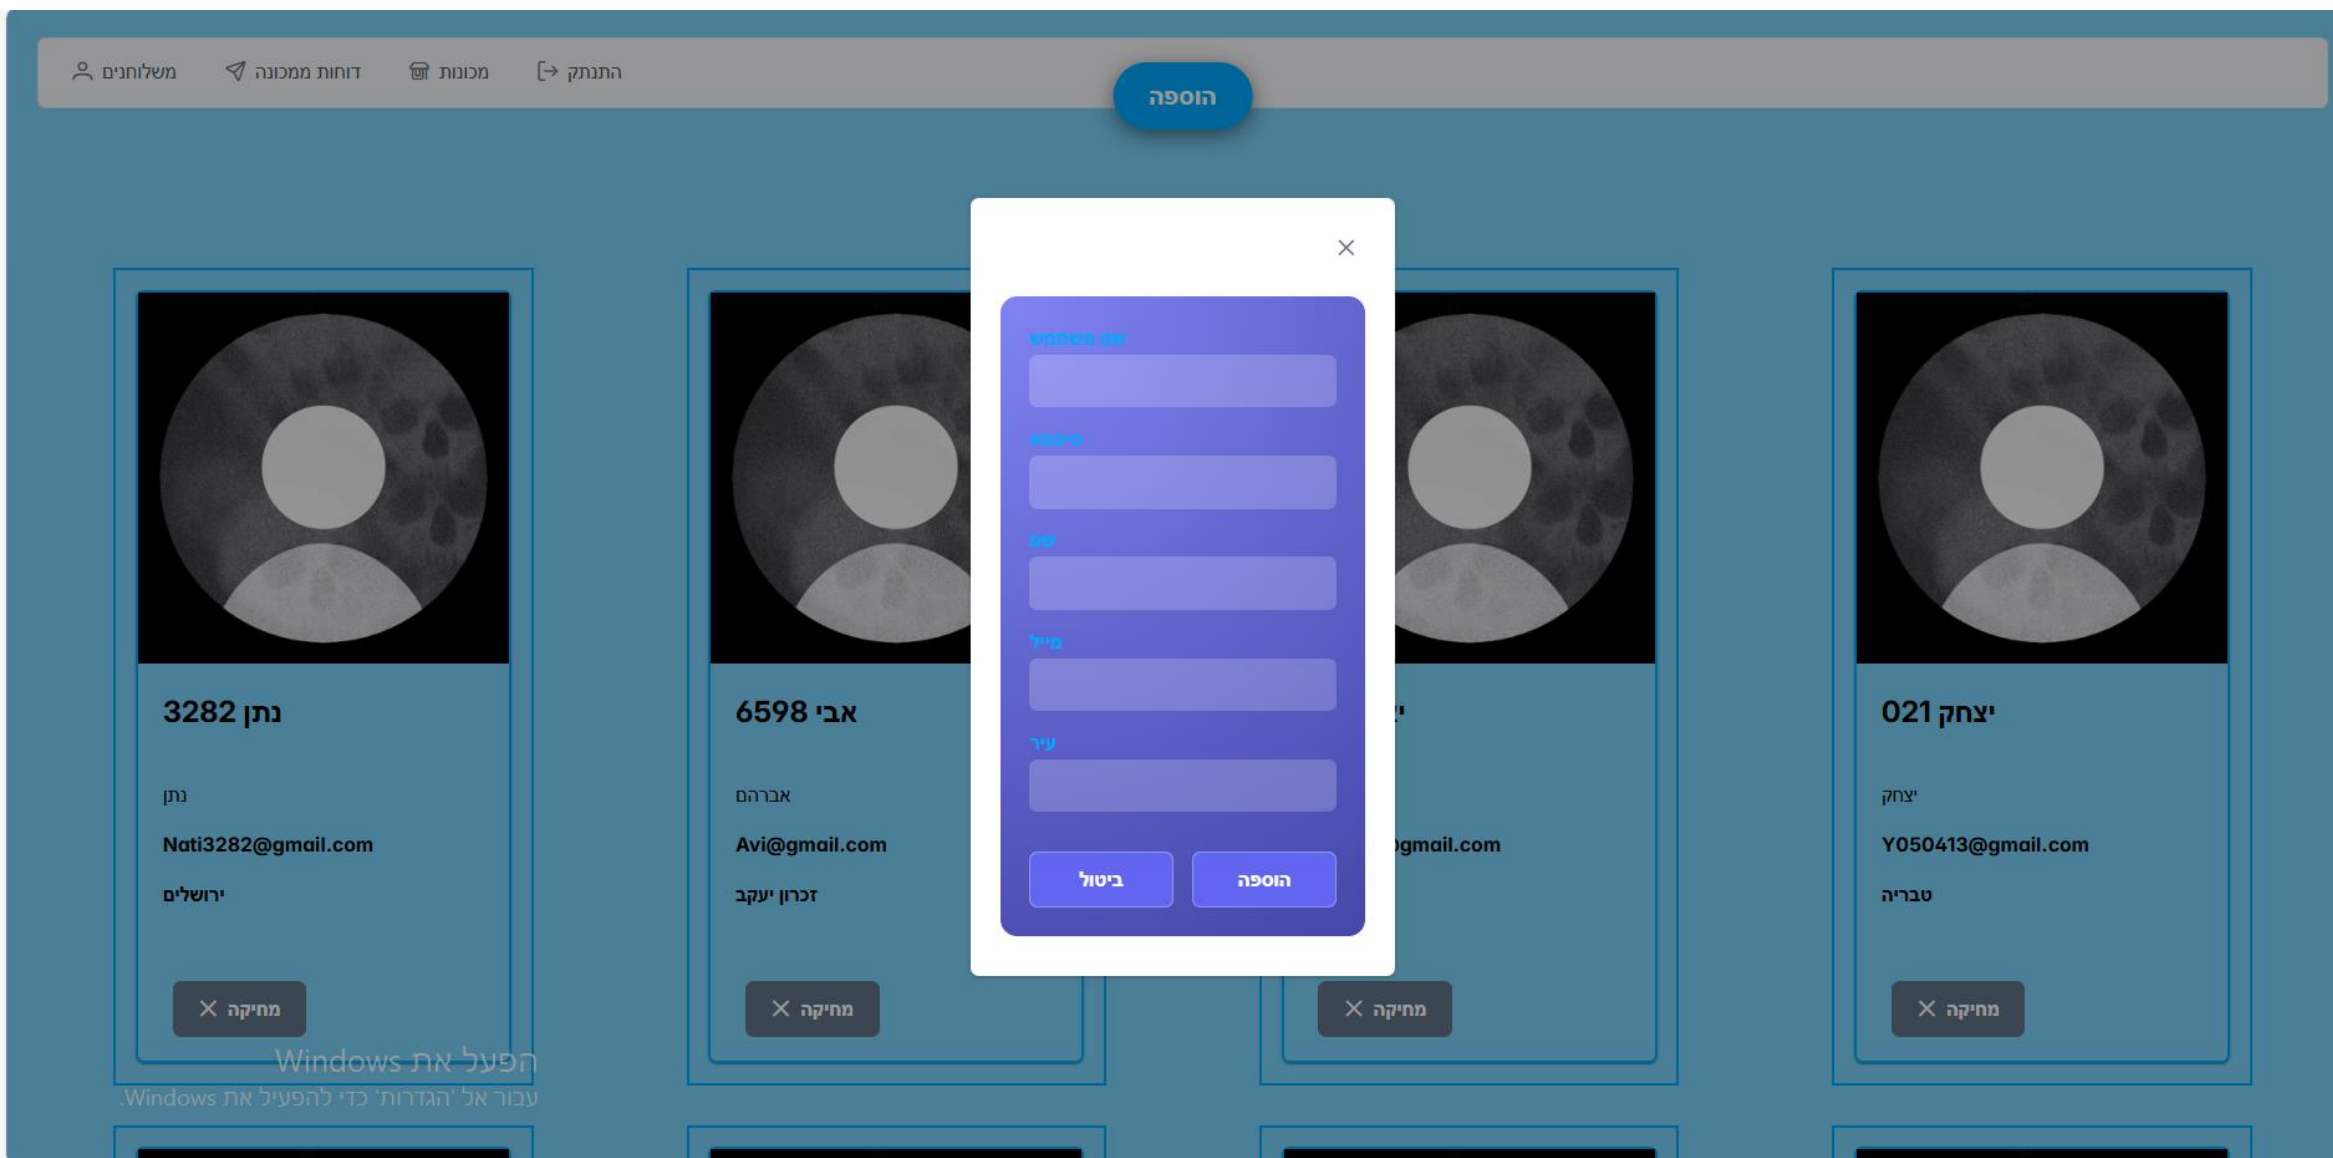 משלוחנים
דוחות ממכונה
מכונות
התנתק
הוספה
שם משתמש
סיסמא
שם
מייל
עיר
ביטול
הוספה
נתן 3282
נתן
Nati3282@gmail.com
ירושלים
מחיקה
אבי 6598
אברהם
Avi@gmail.com
זכרון יעקב
מחיקה
gmail.com
מחיקה
יצחק 021
יצחק
Y050413@gmail.com
טבריה
מחיקה
הפעל את Windows
עבור אל 'הגדרות' כדי להפעיל את Windows.